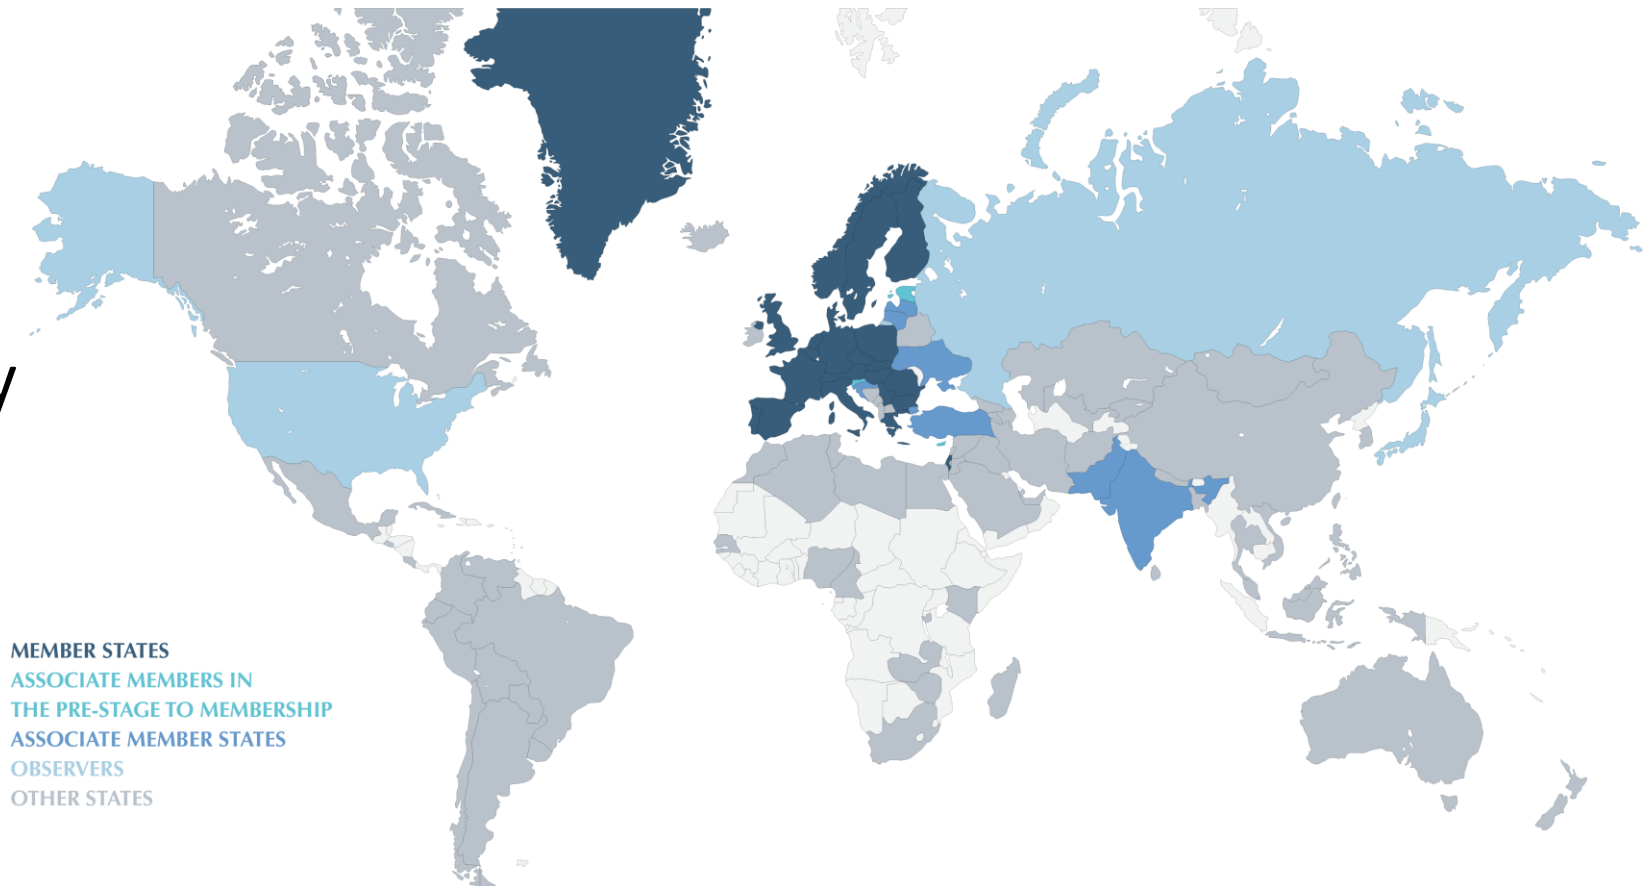 MEMBER STATES
ASSOCIATE MEMBERS IN
THE PRE-STAGE TO MEMBERSHIP
ASSOCIATE MEMBER STATES
OBSERVERS
OTHER STATES